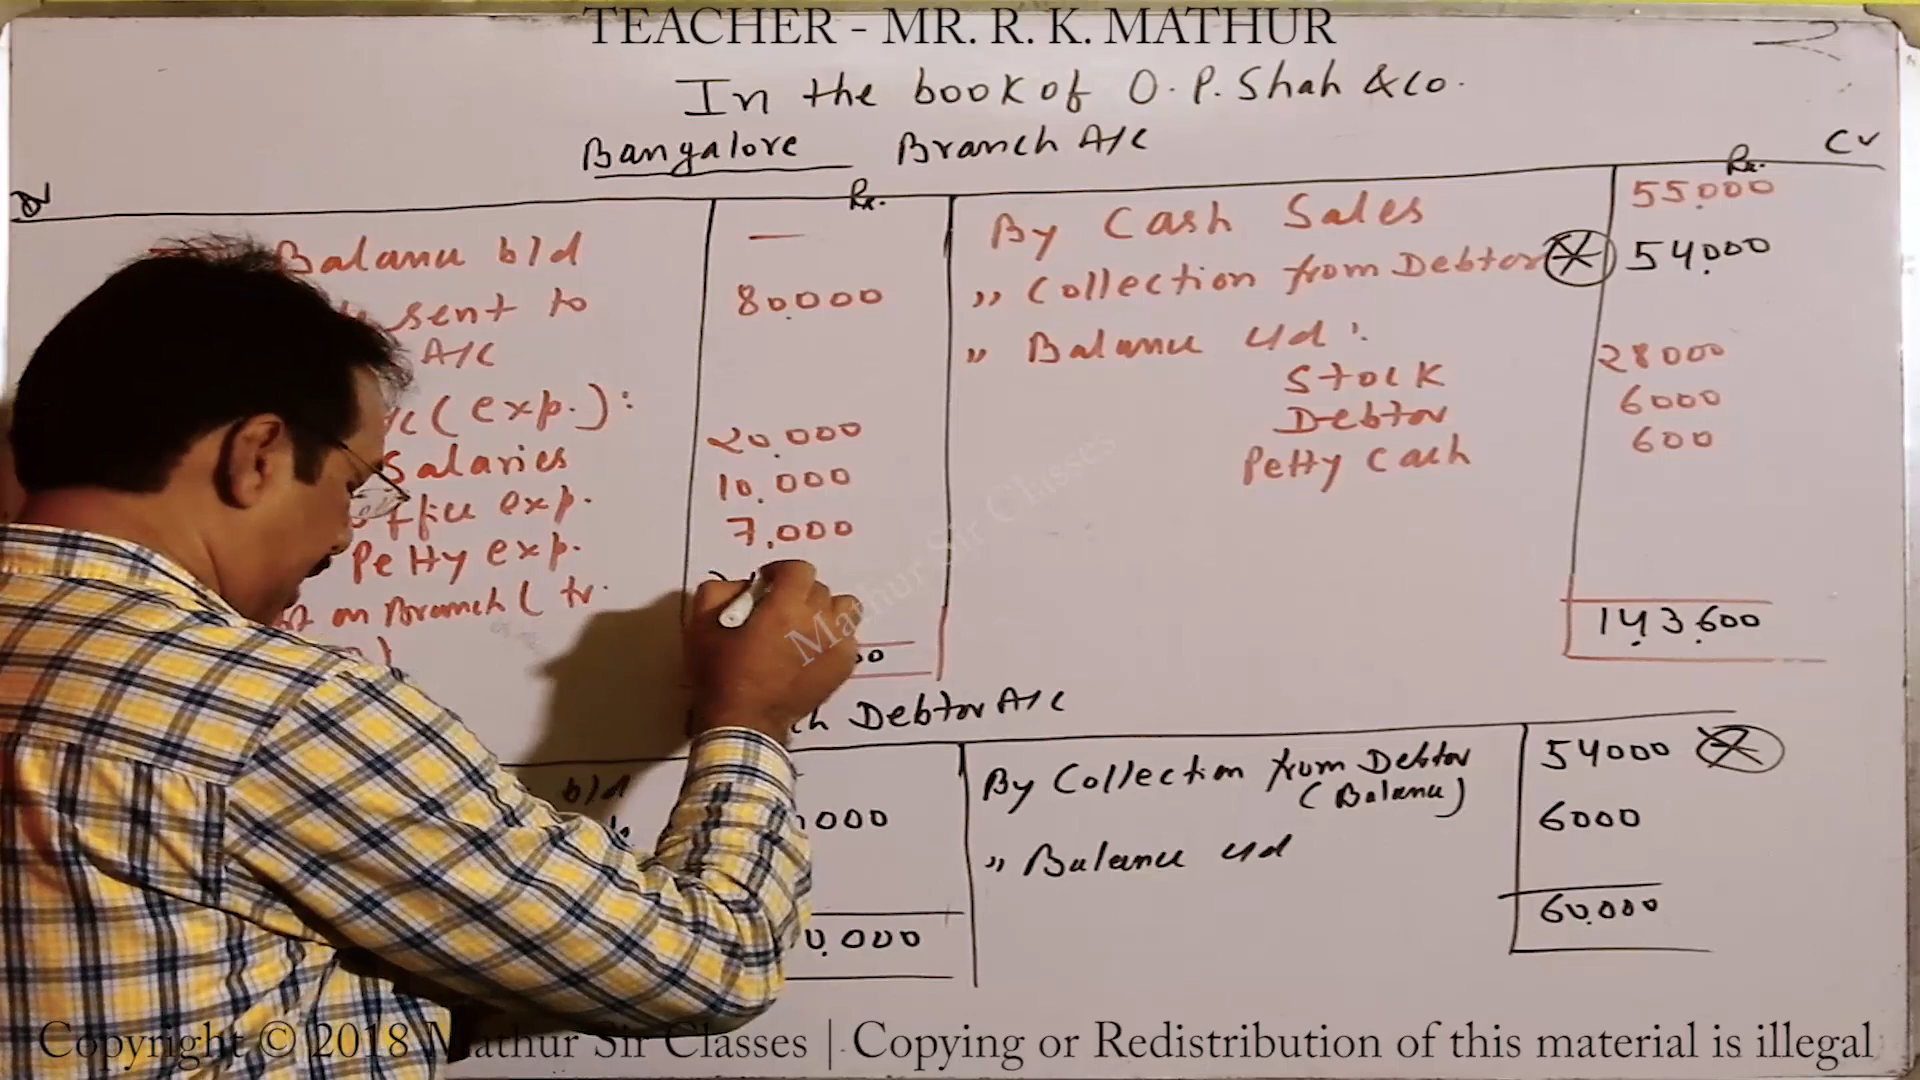 TEACHER - MR. R. K. MATHUR
In the book of O. P. Shah & Co.
Bangalore Branch A/C
Dr Rs. Rs. Cr
Balance b/d —
sent to 80,000
A/C
(exp.):
Salaries 20,000
office exp. 10,000
Petty exp. 7,000
on Branch ( tr.
By Cash Sales 55,000
,, Collection from Debtor 54,000
,, Balance c/d :
Stock 28000
Debtor 6000
Petty Cash 600
143,600
Debtor A/C
b/d
000
0,000
By Collection from Debtor 54000
(Balance)
,, Balance c/d 6000
60,000
Mathur Sir Classes
Copyright © 2018 Mathur Sir Classes | Copying or Redistribution of this material is illegal